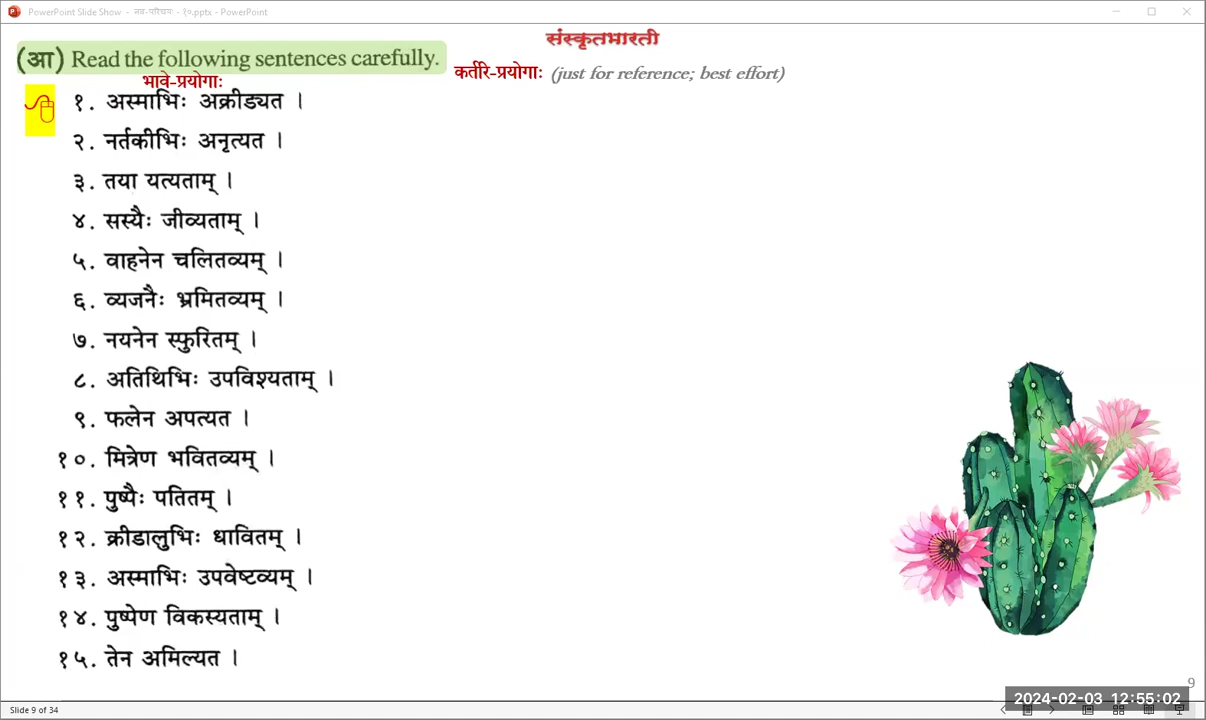 PowerPoint Slide Show - नव-परिचयः - १०.pptx - PowerPoint
संस्कृतभारती
(आ) Read the following sentences carefully.
भावे-प्रयोगाः
कर्तरि-प्रयोगाः (just for reference; best effort)
१. अस्माभिः अक्रीड्यत ।
२. नर्तकीभिः अनृत्यत ।
३. तया यत्यताम् ।
४. सस्यैः जीव्यताम् ।
५. वाहनेन चलितव्यम् ।
६. व्यजनैः भ्रमितव्यम् ।
७. नयनेन स्फुरितम् ।
८. अतिथिभिः उपविश्यताम् ।
९. फलेन अपत्यत ।
१०. मित्रेण भवितव्यम् ।
११. पुष्पैः पतितम् ।
१२. क्रीडालुभिः धावितम् ।
१३. अस्माभिः उपवेष्टव्यम् ।
१४. पुष्पेण विकस्यताम् ।
१५. तेन अमिल्यत ।
9
2024-02-03 12:55:02
Slide 9 of 34